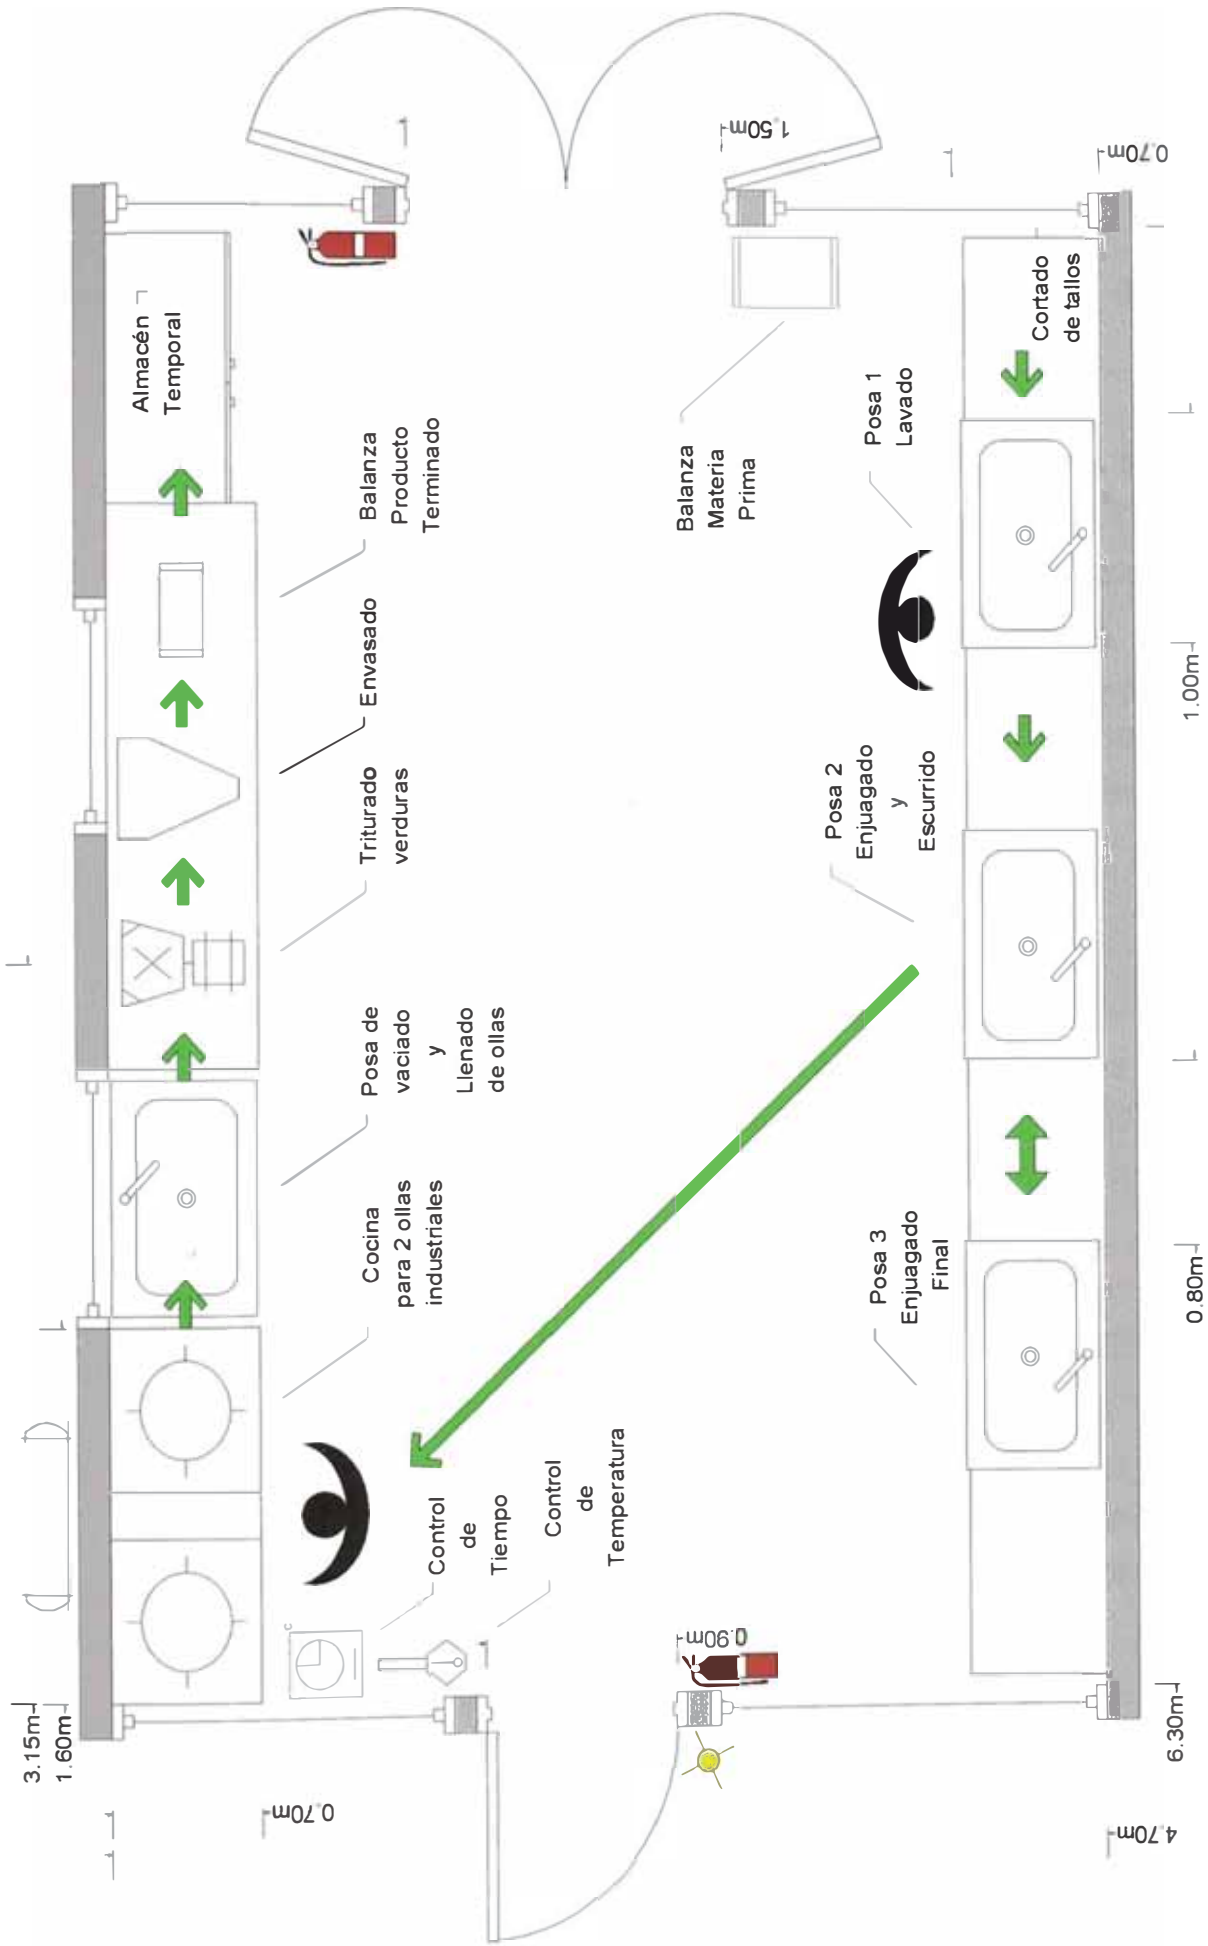 Almacén
Temporal
Balanza
Producto
Terminado
Envasado
Triturado
verduras
Posa de
vaciado
y
Llenado
de ollas
Cocina
para 2 ollas
industriales
Control
de
Tiempo
Control
de
Temperatura
Balanza
Materia
Prima
Posa 1
Lavado
Cortado
de tallos
Posa 2
Enjuagado
y
Escurrido
Posa 3
Enjuagado
Final
1.50m
0.70m
1.00m
0.80m
6.30m
4.70m
0.90m
0.70m
3.15m
1.60m